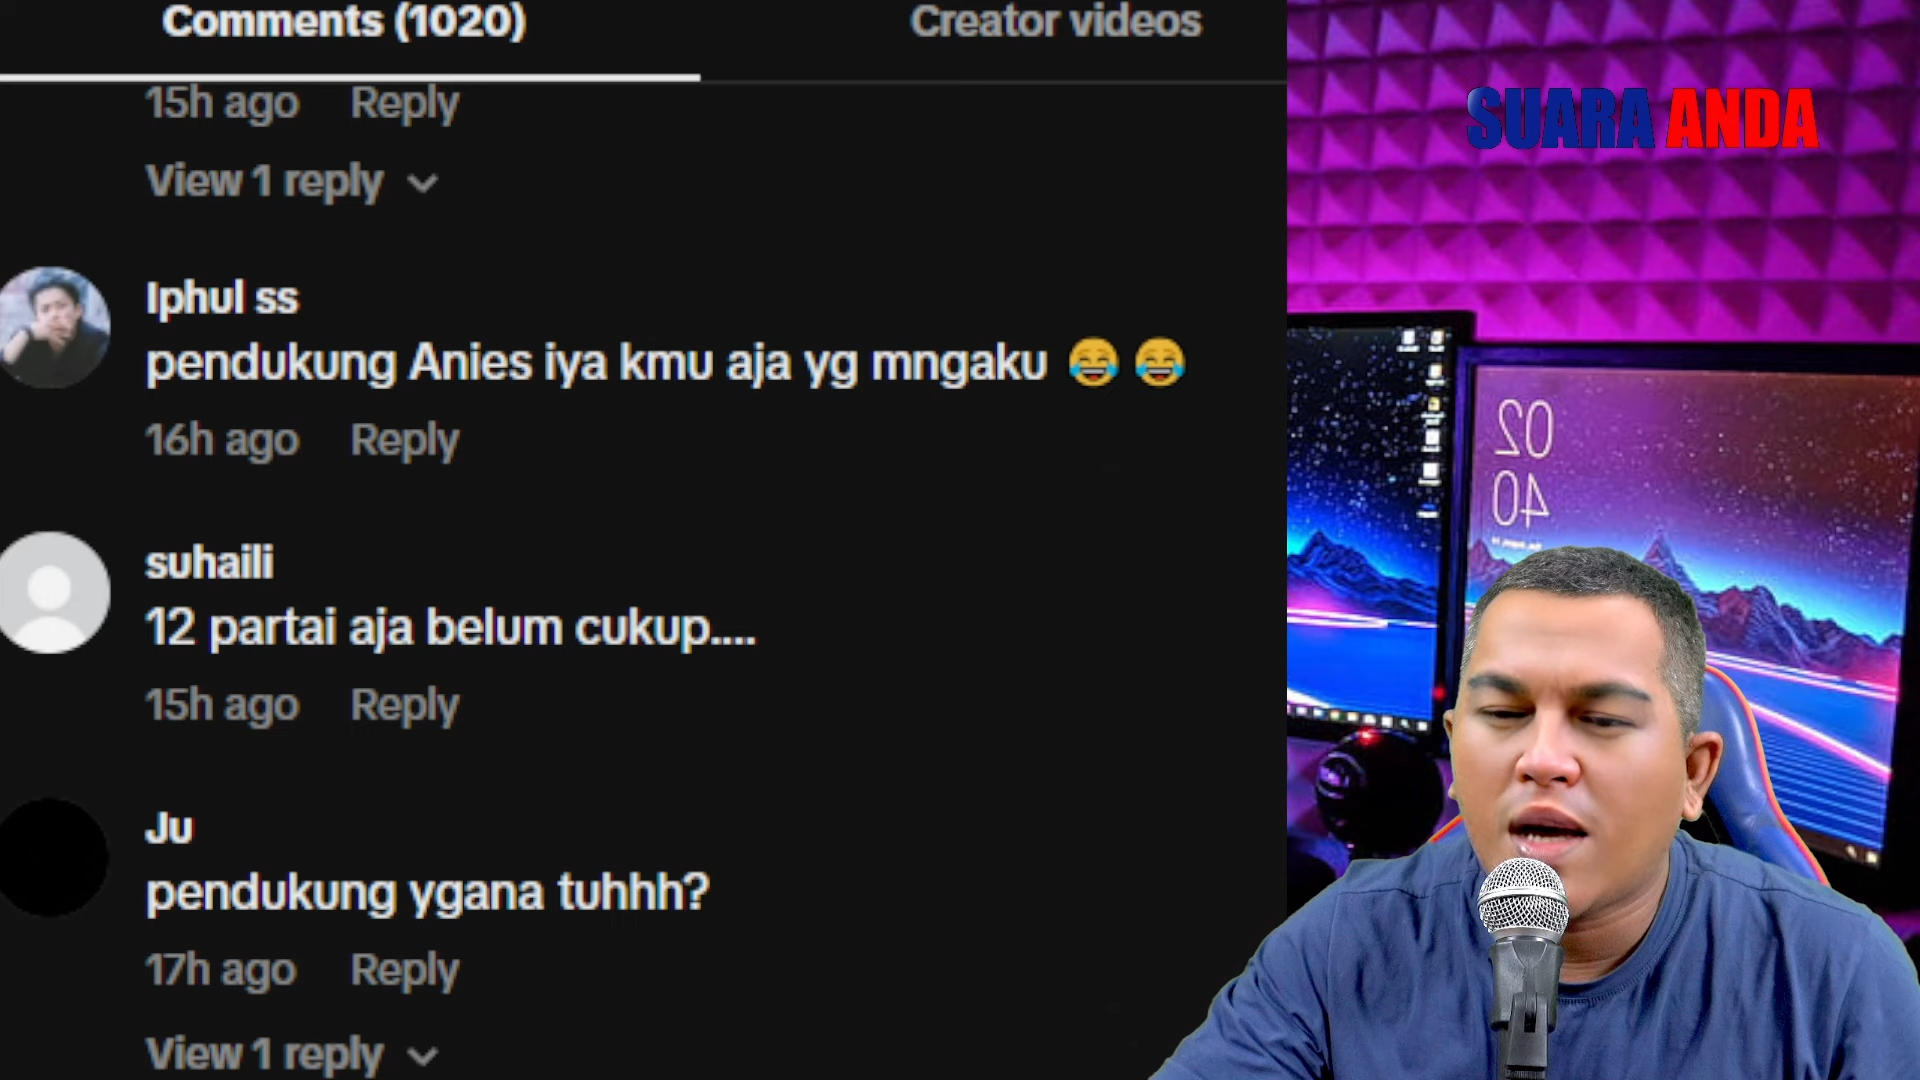 Comments (1020)
Creator videos
15h ago Reply
View 1 reply
Iphul ss
pendukung Anies iya kmu aja yg mngaku 😂😂
16h ago Reply
suhaili
12 partai aja belum cukup....
15h ago Reply
Ju
pendukung ygana tuhhh?
17h ago Reply
View 1 reply
SUARA ANDA
02
40